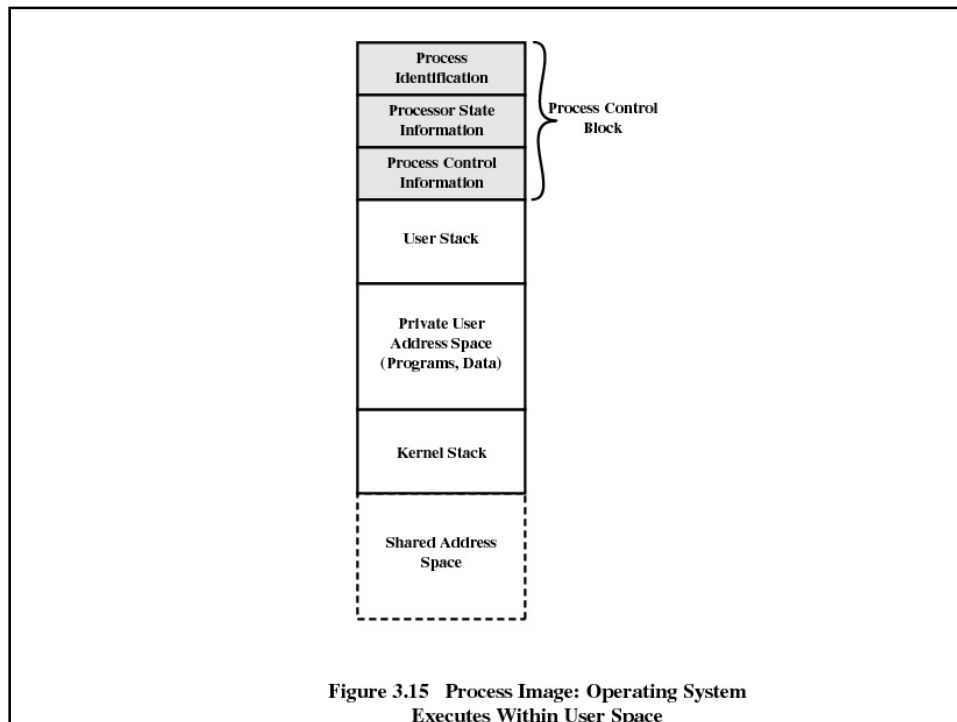 Process
Identification
Processor State
Information
Process Control
Information
Process Control
Block
User Stack
Private User
Address Space
(Programs, Data)
Kernel Stack
Shared Address
Space
Figure 3.15 Process Image: Operating System
Executes Within User Space